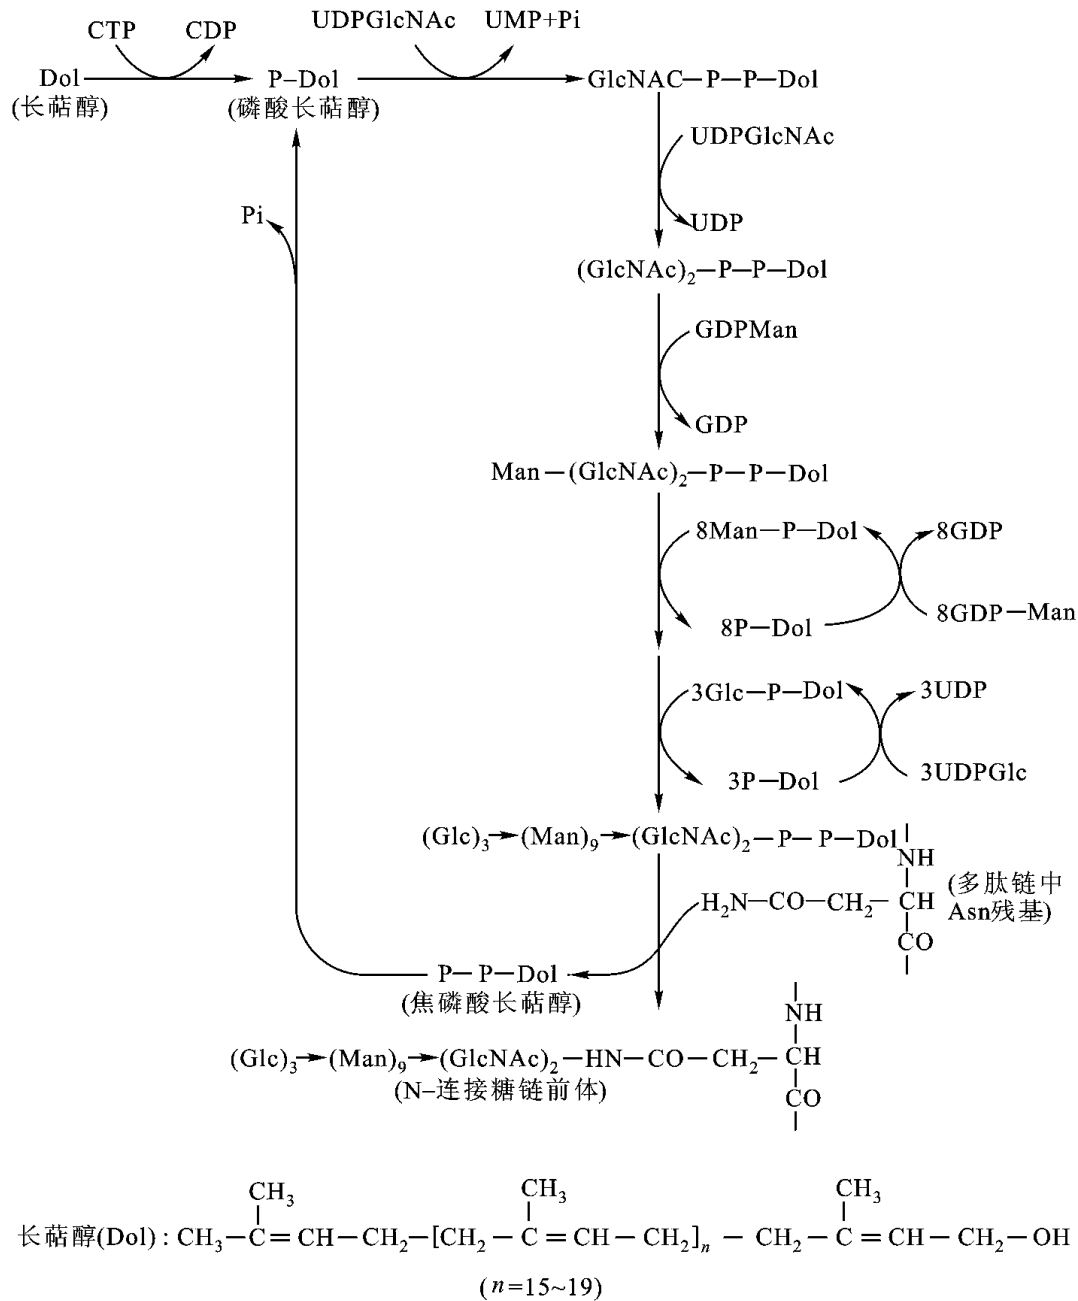 CTP CDP UDPGlcNAc UMP+Pi
Dol P–Dol GlcNAC—P—P—Dol
(长萜醇) (磷酸长萜醇)
UDPGlcNAc
Pi
UDP
(GlcNAc)₂—P—P—Dol
GDPMan
GDP
Man—(GlcNAc)₂—P—P—Dol
8Man—P—Dol 8GDP
8P—Dol 8GDP—Man
3Glc—P—Dol 3UDP
3P—Dol 3UDPGlc
(Glc)₃→(Man)₉→(GlcNAc)₂—P—P—Dol
NH
(多肽链中
H₂N—CO—CH₂—CH
Asn残基)
CO
P—P—Dol
(焦磷酸长萜醇)
NH
(Glc)₃→(Man)₉→(GlcNAc)₂—HN—CO—CH₂—CH
(N–连接糖链前体)
CO
CH₃ CH₃ CH₃
长萜醇(Dol) : CH₃—C=CH—CH₂—[CH₂—C=CH—CH₂]ₙ—CH₂—C=CH—CH₂—OH
(n=15~19)